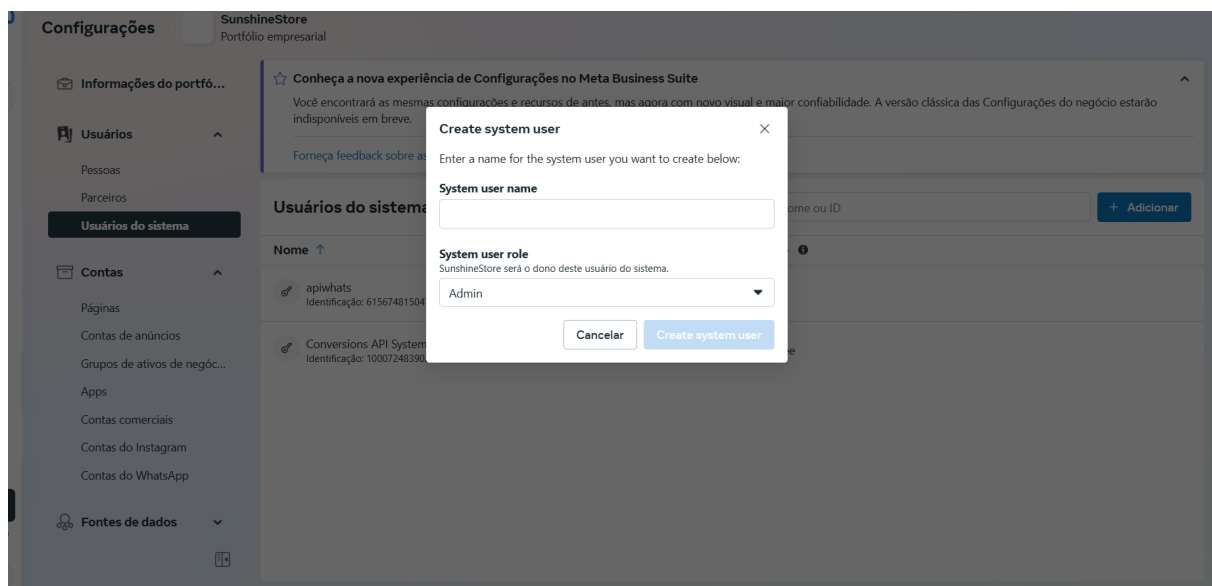 Configurações
SunshineStore
Portfólio empresarial
Informações do portfó...
Usuários
Pessoas
Parceiros
Usuários do sistema
Contas
Páginas
Contas de anúncios
Grupos de ativos de negóc...
Apps
Contas comerciais
Contas do Instagram
Contas do WhatsApp
Fontes de dados
Conheça a nova experiência de Configurações no Meta Business Suite
Você encontrará as mesmas configurações e recursos de antes, mas agora com novo visual e maior confiabilidade. A versão clássica das Configurações do negócio estarão
indisponíveis em breve.
Forneça feedback sobre as
Usuários do sistema
ome ou ID
+ Adicionar
Nome ↑
apiwhats
Identificação: 61567481504
Conversions API System
Identificação: 10007248390
Create system user
Enter a name for the system user you want to create below:
System user name
System user role
SunshineStore será o dono deste usuário do sistema.
Admin
Cancelar
Create system user